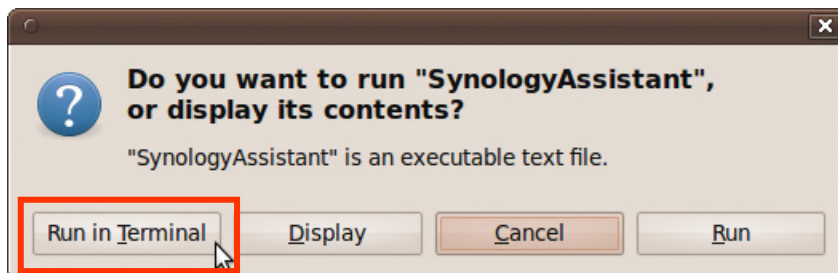 Do you want to run "SynologyAssistant",
or display its contents?
"SynologyAssistant" is an executable text file.
Run in Terminal
Display
Cancel
Run